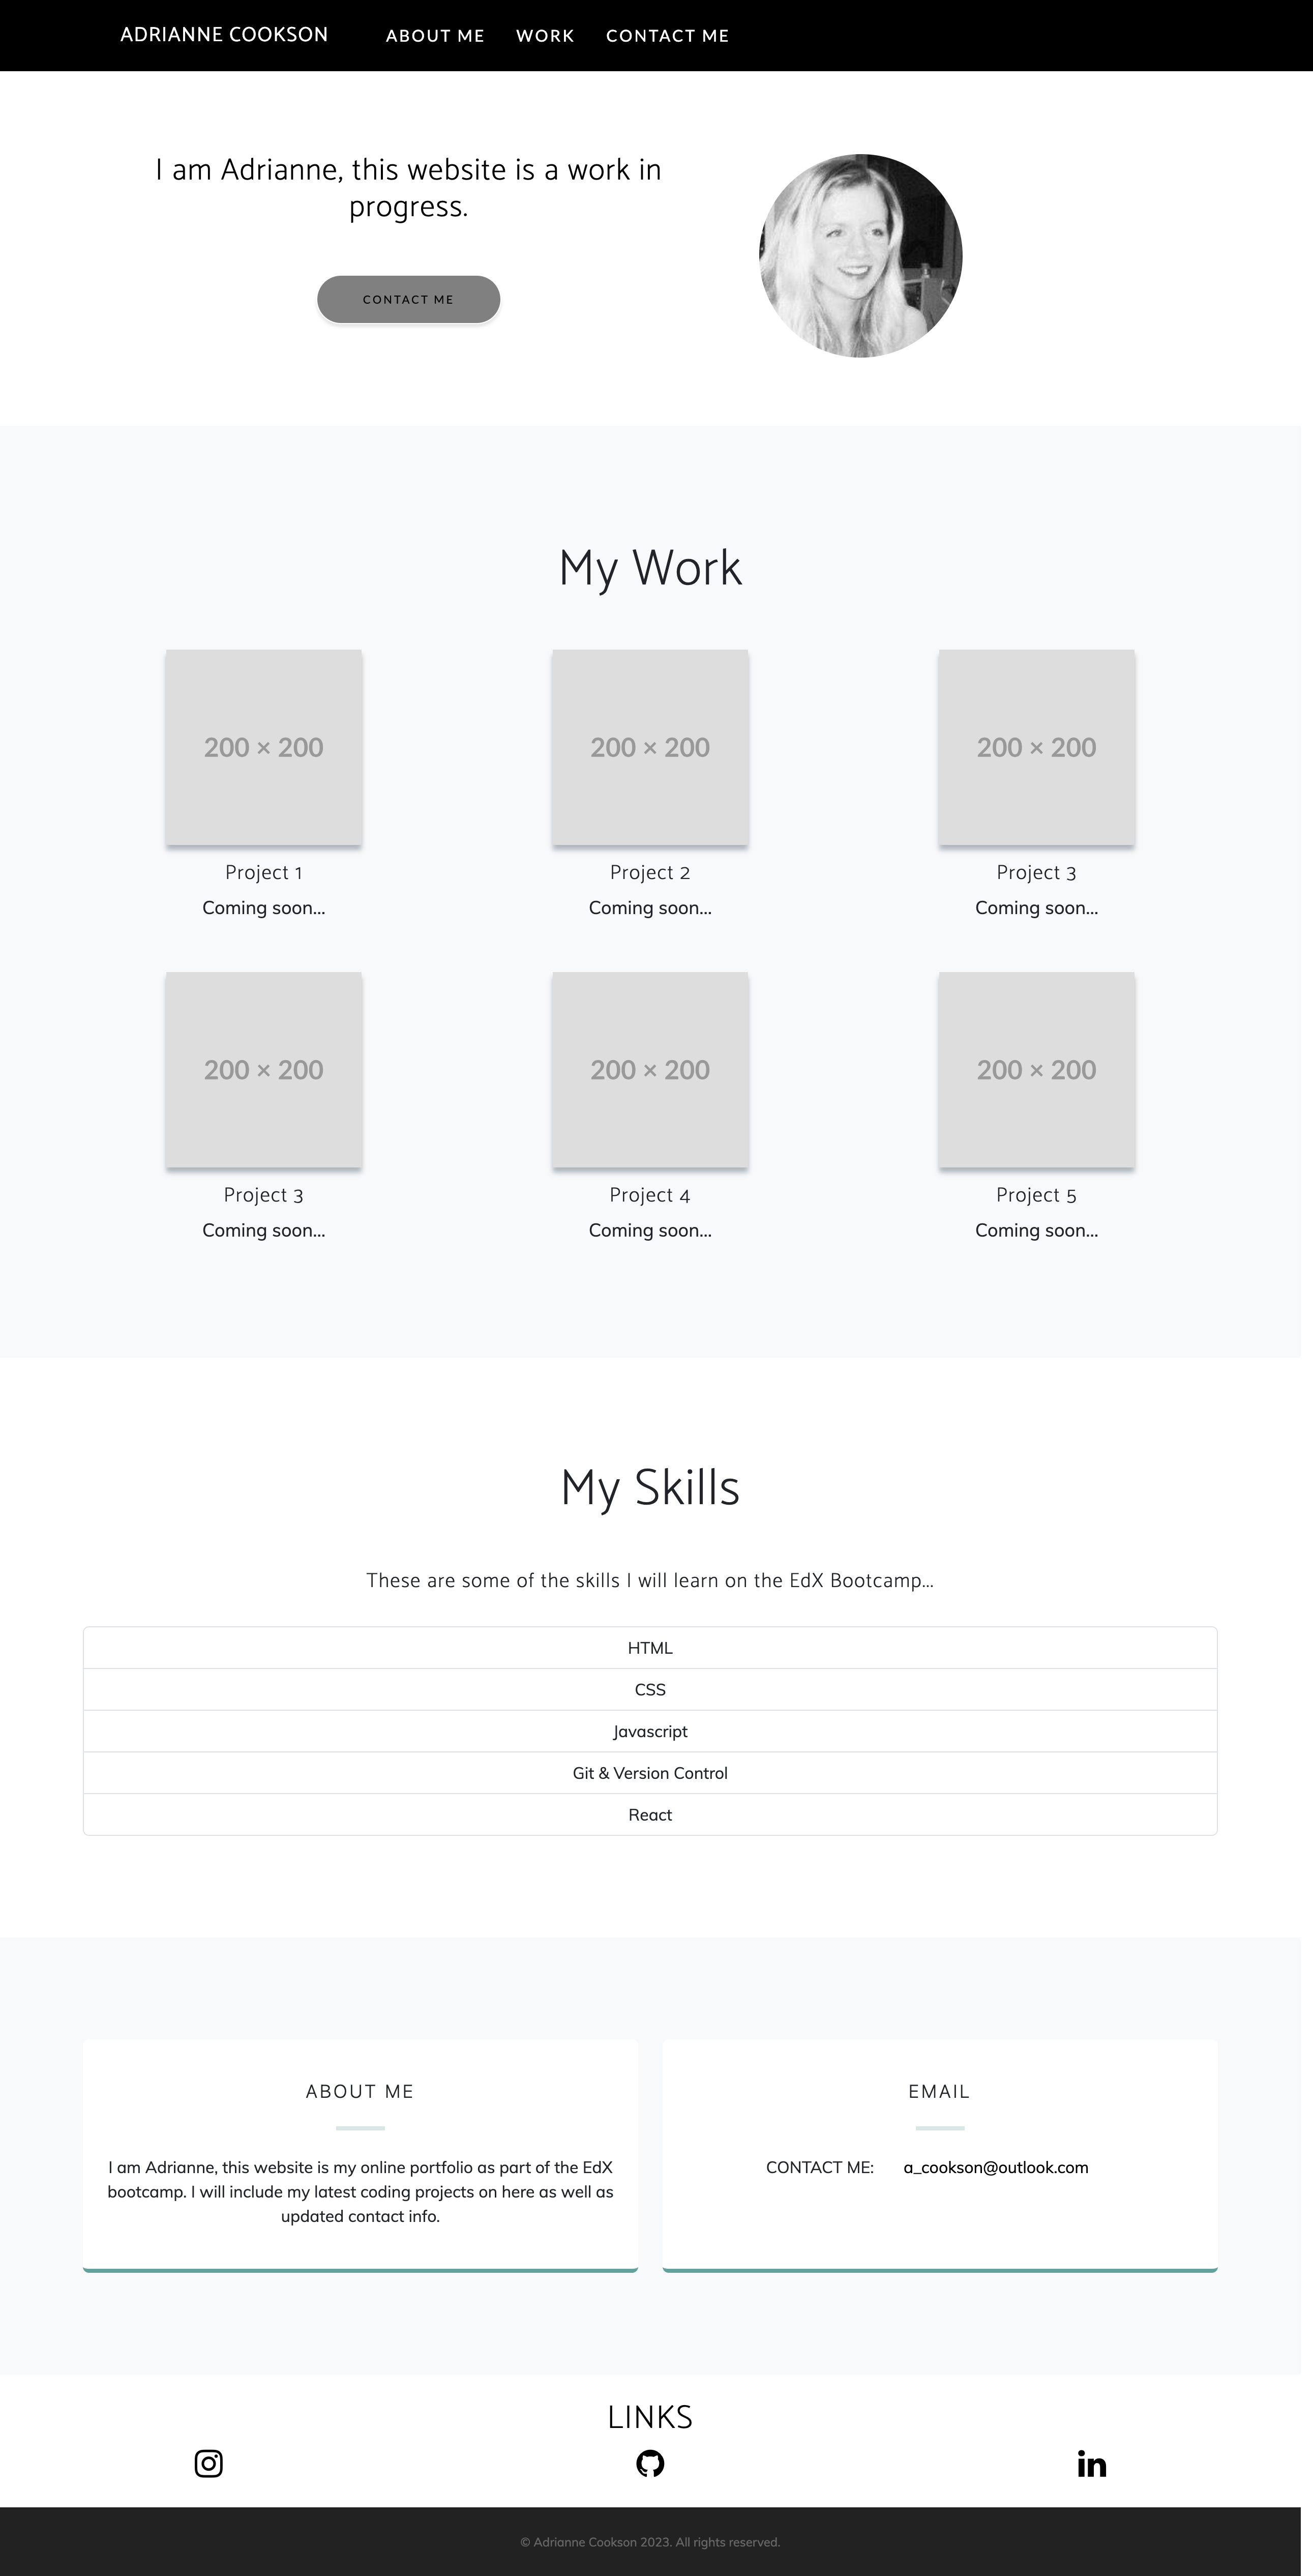 ADRIANNE COOKSON
ABOUT ME
WORK
CONTACT ME
I am Adrianne, this website is a work in
progress.
CONTACT ME
My Work
200 × 200
200 × 200
200 × 200
Project 1
Project 2
Project 3
Coming soon...
Coming soon...
Coming soon...
200 × 200
200 × 200
200 × 200
Project 3
Project 4
Project 5
Coming soon...
Coming soon...
Coming soon...
My Skills
These are some of the skills I will learn on the EdX Bootcamp...
HTML
CSS
Javascript
Git & Version Control
React
ABOUT ME
I am Adrianne, this website is my online portfolio as part of the EdX
bootcamp. I will include my latest coding projects on here as well as
updated contact info.
EMAIL
CONTACT ME: a_cookson@outlook.com
LINKS
in
© Adrianne Cookson 2023. All rights reserved.